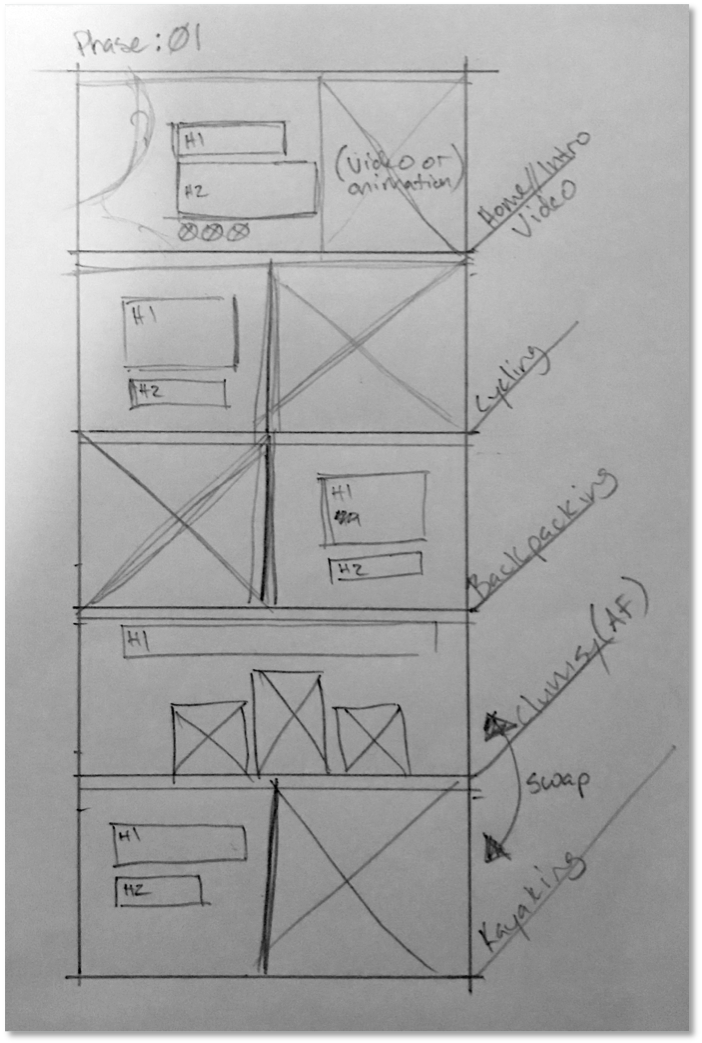 Phase: 01
H1
H2
(Video or
animation)
Home//Intro
Video
H1
H2
Cycling
H1
H2
Backpacking
H1
Clumsy (AF)
swap
H1
H2
Kayaking